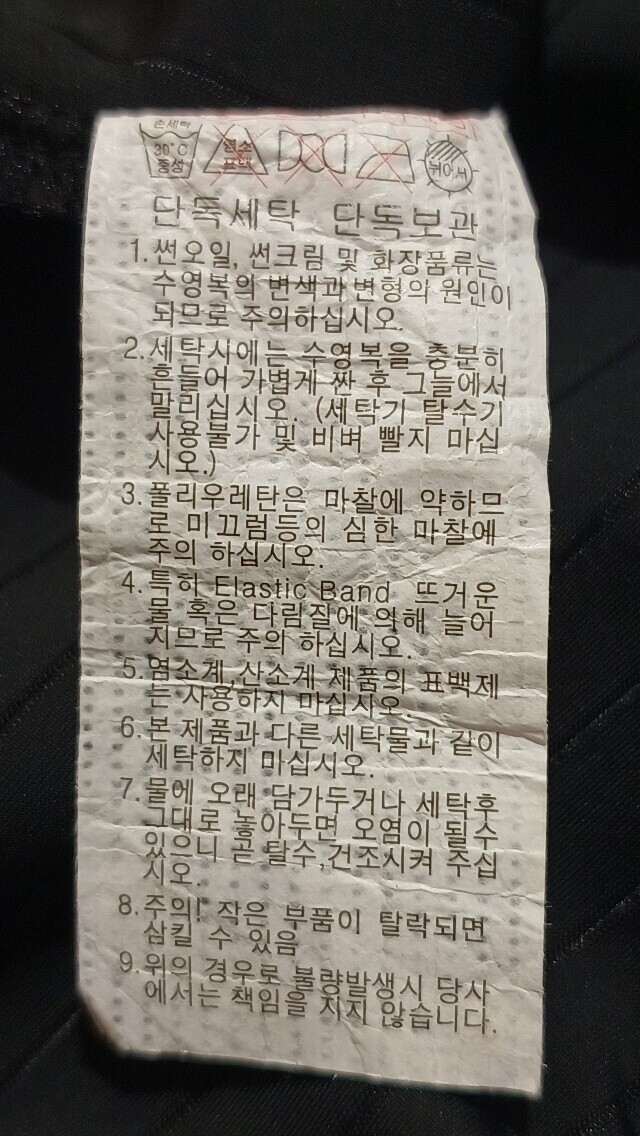 손세탁
30°C
중성
염소
표백
뉘어서
단독세탁 단독보관
1.썬오일, 썬크림 및 화장품류는
수영복의 변색과변형의 원인이
되므로 주의하십시오.
2.세탁시에는 수영복을 충분히
흔들어 가볍게 짠 후 그늘에서
말리십시오. (세탁기 탈수기
사용불가 및 비벼 빨지 마십
시오.)
3.폴리우레탄은 마찰에 약하므
로 미끄럼등의 심한 마찰에
주의 하십시오.
4.특허 Elastic Band 뜨거운
물 혹은 다림질에 의해 늘어
지므로 주의 하십시오.
5.염소계,산소계 제품의 표백제
는 사용하지 마십시오.
6.본 제품과 다른 세탁물과 같이
세탁하지 마십시오.
7.물에 오래 담가두거나 세탁후
그대로 놓아두면 오염이 될수
있으니 곧 탈수,건조시켜 주십
시오.
8.주의! 작은 부품이 탈락되면
삼킬 수 있음
9.위의 경우로 불량발생시 당사
에서는 책임을 지지 않습니다.